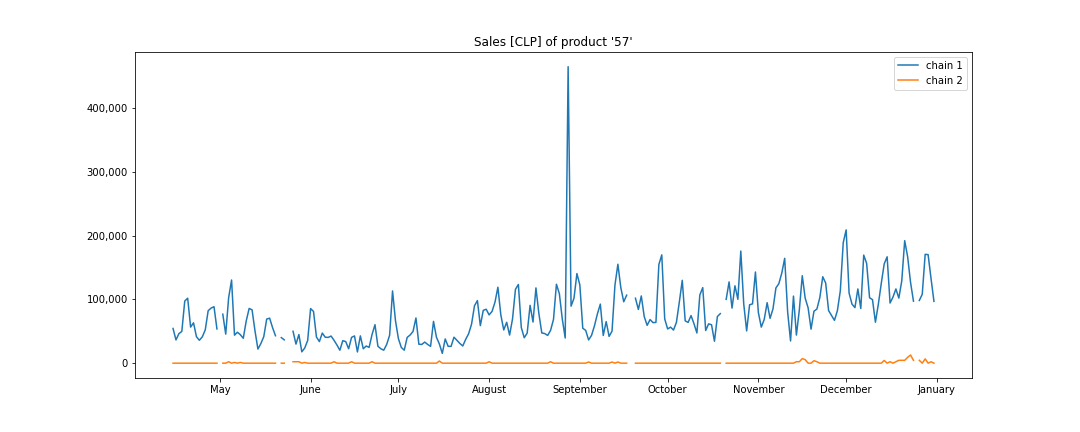 Sales [CLP] of product '57'
chain 1
chain 2
400,000
300,000
200,000
100,000
0
May June July August September October November December January